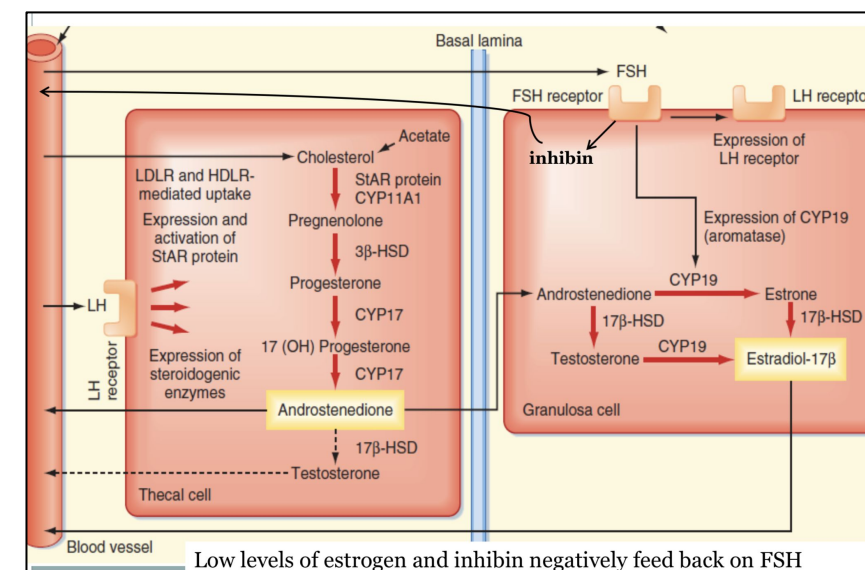 Basal lamina
FSH
FSH receptor
LH recepto
Acetate
inhibin
Expression of
LH receptor
Cholesterol
LDLR and HDLR-
mediated uptake
StAR protein
CYP11A1
Expression and
activation of
StAR protein
Pregnenolone
Expression of CYP19
(aromatase)
3β-HSD
Progesterone
CYP19
Androstenedione
Estrone
LH
CYP17
17β-HSD
17β-HSD
17 (OH) Progesterone
CYP19
Testosterone
Estradiol-17β
Expression of
steroidogenic
enzymes
LH
receptor
CYP17
Androstenedione
Granulosa cell
17β-HSD
Testosterone
Thecal cell
Blood vessel
Low levels of estrogen and inhibin negatively feed back on FSH